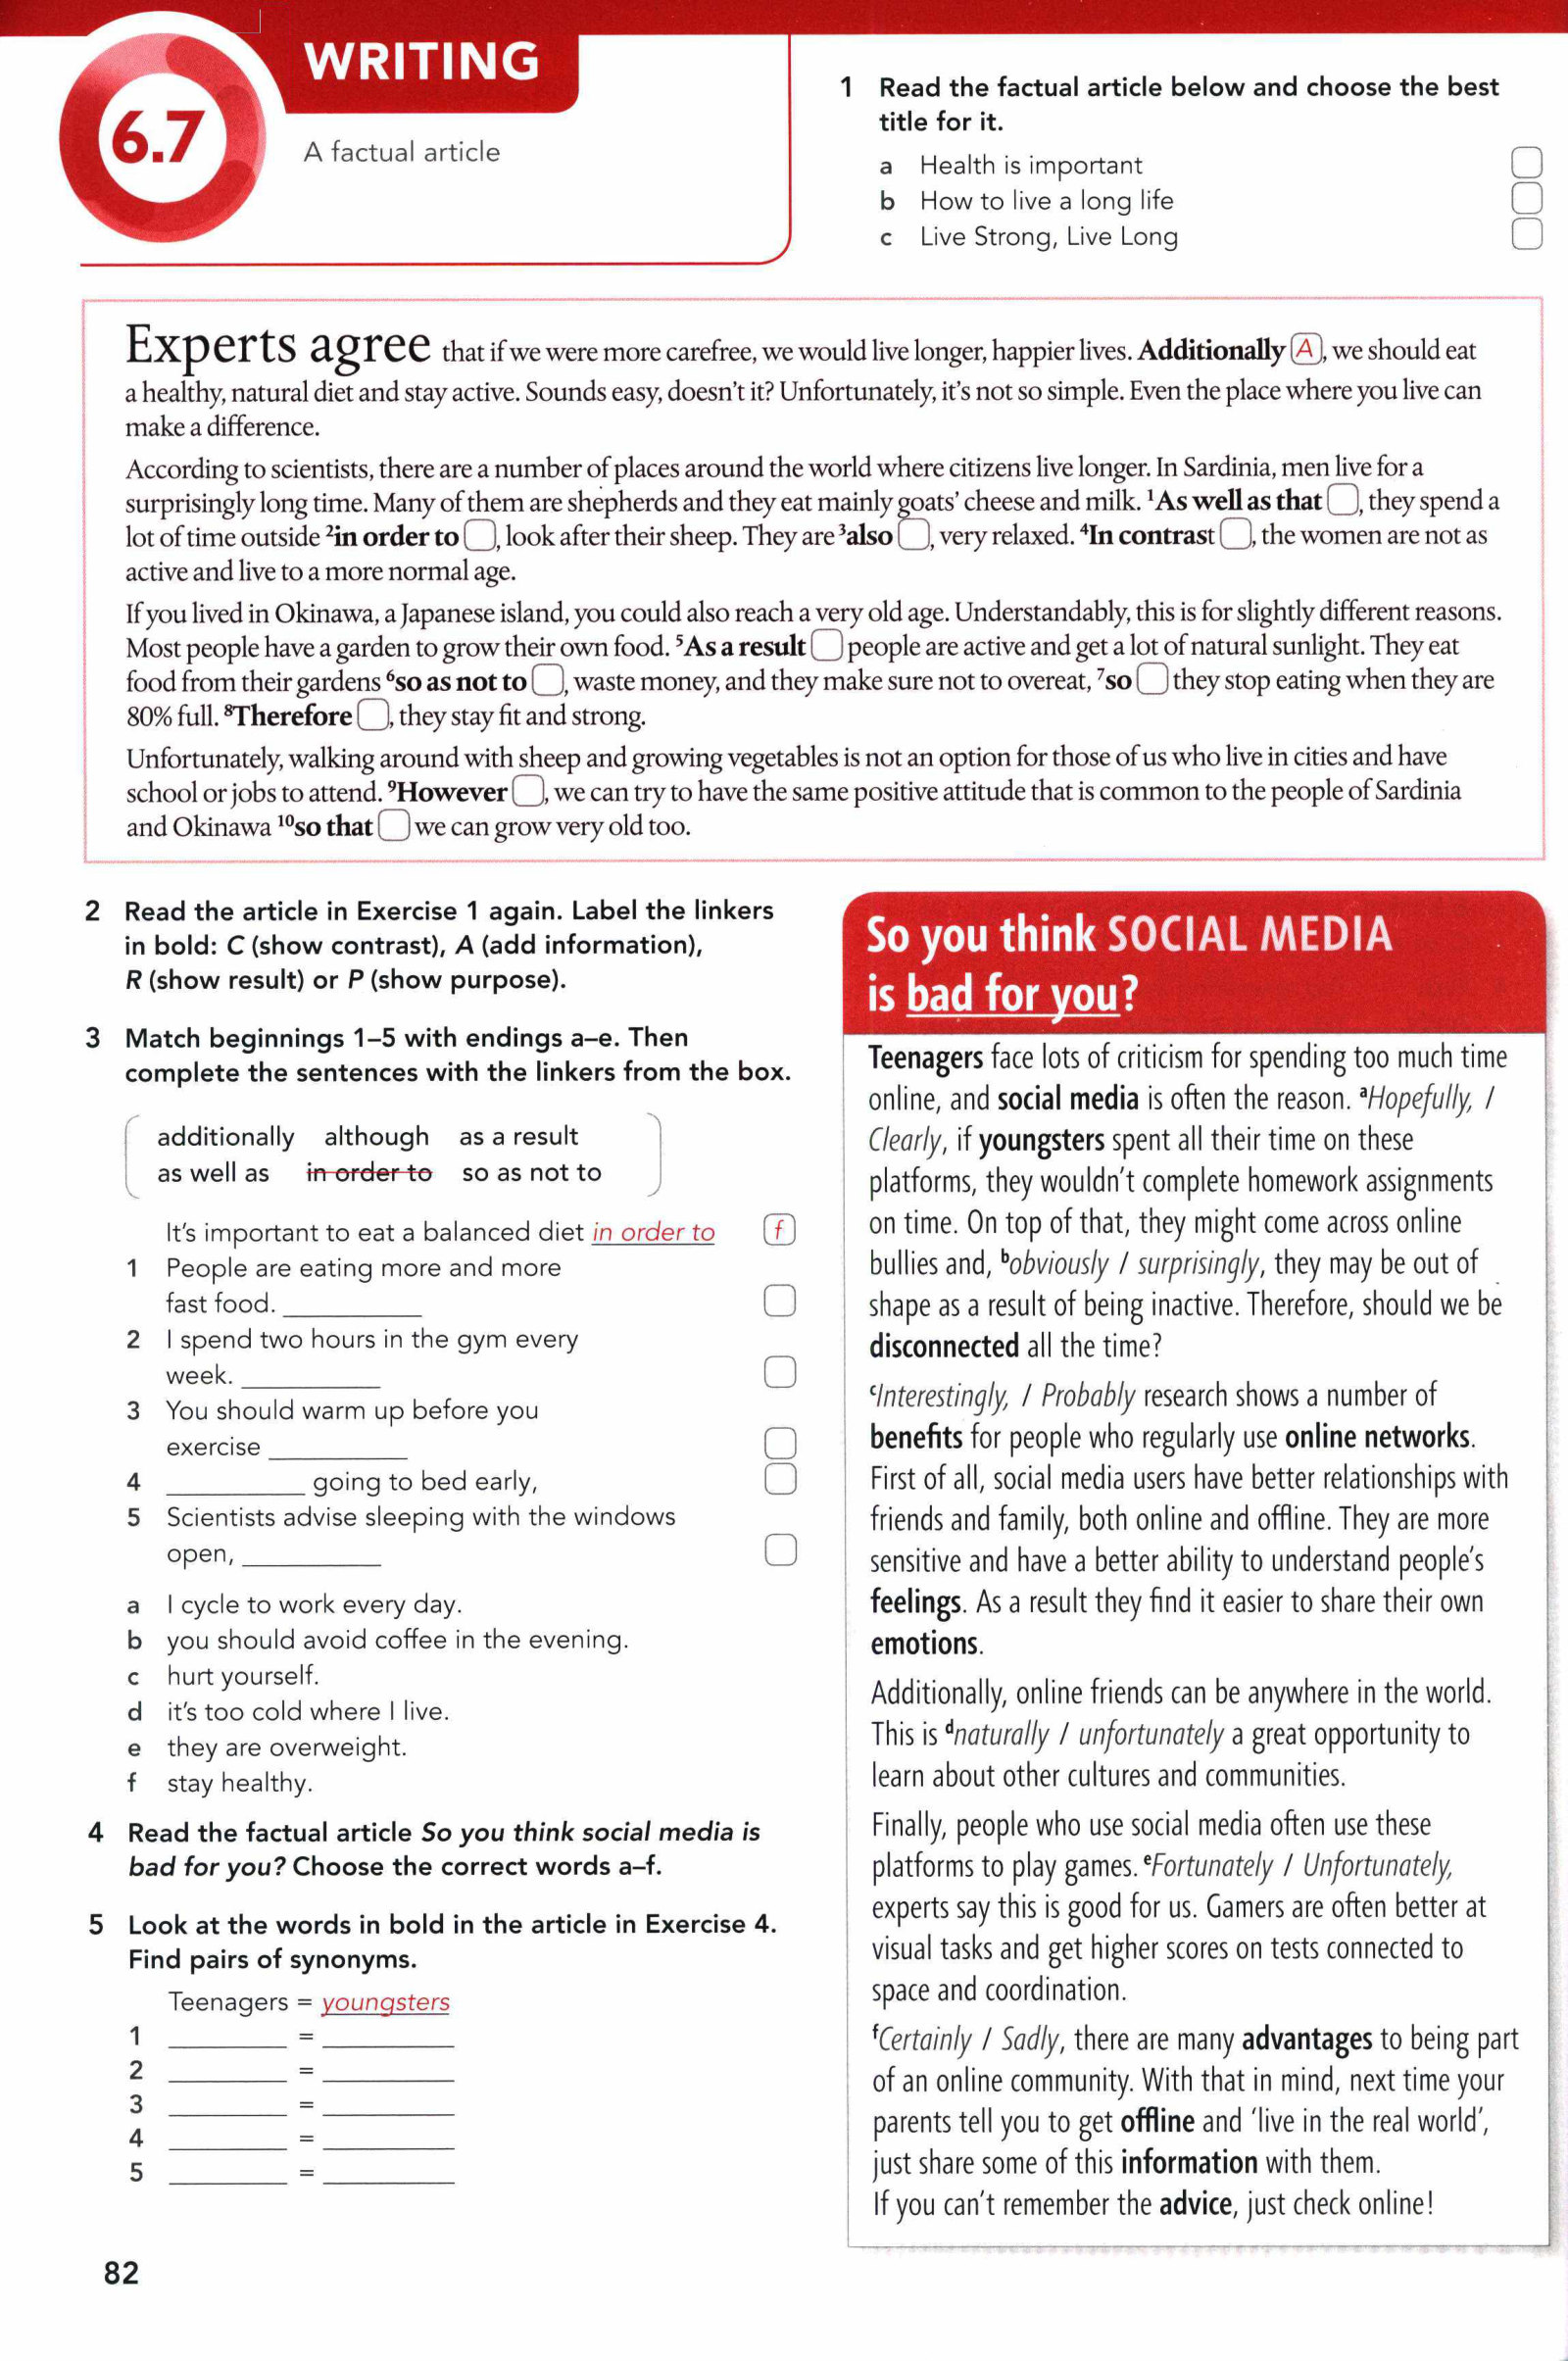 WRITING
6.7
A factual article
1 Read the factual article below and choose the best
title for it.
a Health is important
b How to live a long life
c Live Strong, Live Long
Experts agree that if we were more carefree, we would live longer, happier lives. Additionally A, we should eat
a healthy, natural diet and stay active. Sounds easy, doesn't it? Unfortunately, it's not so simple. Even the place where you live can
make a difference.
According to scientists, there are a number of places around the world where citizens live longer. In Sardinia, men live for a
surprisingly long time. Many of them are shepherds and they eat mainly goats' cheese and milk. ¹As well as that, they spend a
lot of time outside ²in order to, look after their sheep. They are ³also, very relaxed. ⁴In contrast, the women are not as
active and live to a more normal age.
If you lived in Okinawa, a Japanese island, you could also reach a very old age. Understandably, this is for slightly different reasons.
Most people have a garden to grow their own food. ⁵As a result people are active and get a lot of natural sunlight. They eat
food from their gardens ⁶so as not to, waste money, and they make sure not to overeat, ⁷so they stop eating when they are
80% full. ⁸Therefore, they stay fit and strong.
Unfortunately, walking around with sheep and growing vegetables is not an option for those of us who live in cities and have
school or jobs to attend. ⁹However, we can try to have the same positive attitude that is common to the people of Sardinia
and Okinawa ¹⁰so that we can grow very old too.
2 Read the article in Exercise 1 again. Label the linkers
in bold: C (show contrast), A (add information),
R (show result) or P (show purpose).
3 Match beginnings 1–5 with endings a–e. Then
complete the sentences with the linkers from the box.
additionally although as a result
as well as in order to so as not to
It's important to eat a balanced diet in order to f
1 People are eating more and more
fast food. ____________
2 I spend two hours in the gym every
week. ____________
3 You should warm up before you
exercise ____________
4 ____________ going to bed early,
5 Scientists advise sleeping with the windows
open, ____________
a I cycle to work every day.
b you should avoid coffee in the evening.
c hurt yourself.
d it's too cold where I live.
e they are overweight.
f stay healthy.
4 Read the factual article So you think social media is
bad for you? Choose the correct words a–f.
5 Look at the words in bold in the article in Exercise 4.
Find pairs of synonyms.
Teenagers = youngsters
1 __________ = ___________
2 __________ = ___________
3 __________ = ___________
4 __________ = ___________
5 __________ = ___________
So you think SOCIAL MEDIA
is bad for you?
Teenagers face lots of criticism for spending too much time
online, and social media is often the reason. ᵃHopefully, /
Clearly, if youngsters spent all their time on these
platforms, they wouldn't complete homework assignments
on time. On top of that, they might come across online
bullies and, ᵇobviously / surprisingly, they may be out of
shape as a result of being inactive. Therefore, should we be
disconnected all the time?
ᶜInterestingly, / Probably research shows a number of
benefits for people who regularly use online networks.
First of all, social media users have better relationships with
friends and family, both online and offline. They are more
sensitive and have a better ability to understand people's
feelings. As a result they find it easier to share their own
emotions.
Additionally, online friends can be anywhere in the world.
This is ᵈnaturally / unfortunately a great opportunity to
learn about other cultures and communities.
Finally, people who use social media often use these
platforms to play games. ᵉFortunately / Unfortunately,
experts say this is good for us. Gamers are often better at
visual tasks and get higher scores on tests connected to
space and coordination.
ᶠCertainly / Sadly, there are many advantages to being part
of an online community. With that in mind, next time your
parents tell you to get offline and 'live in the real world',
just share some of this information with them.
If you can't remember the advice, just check online!
82